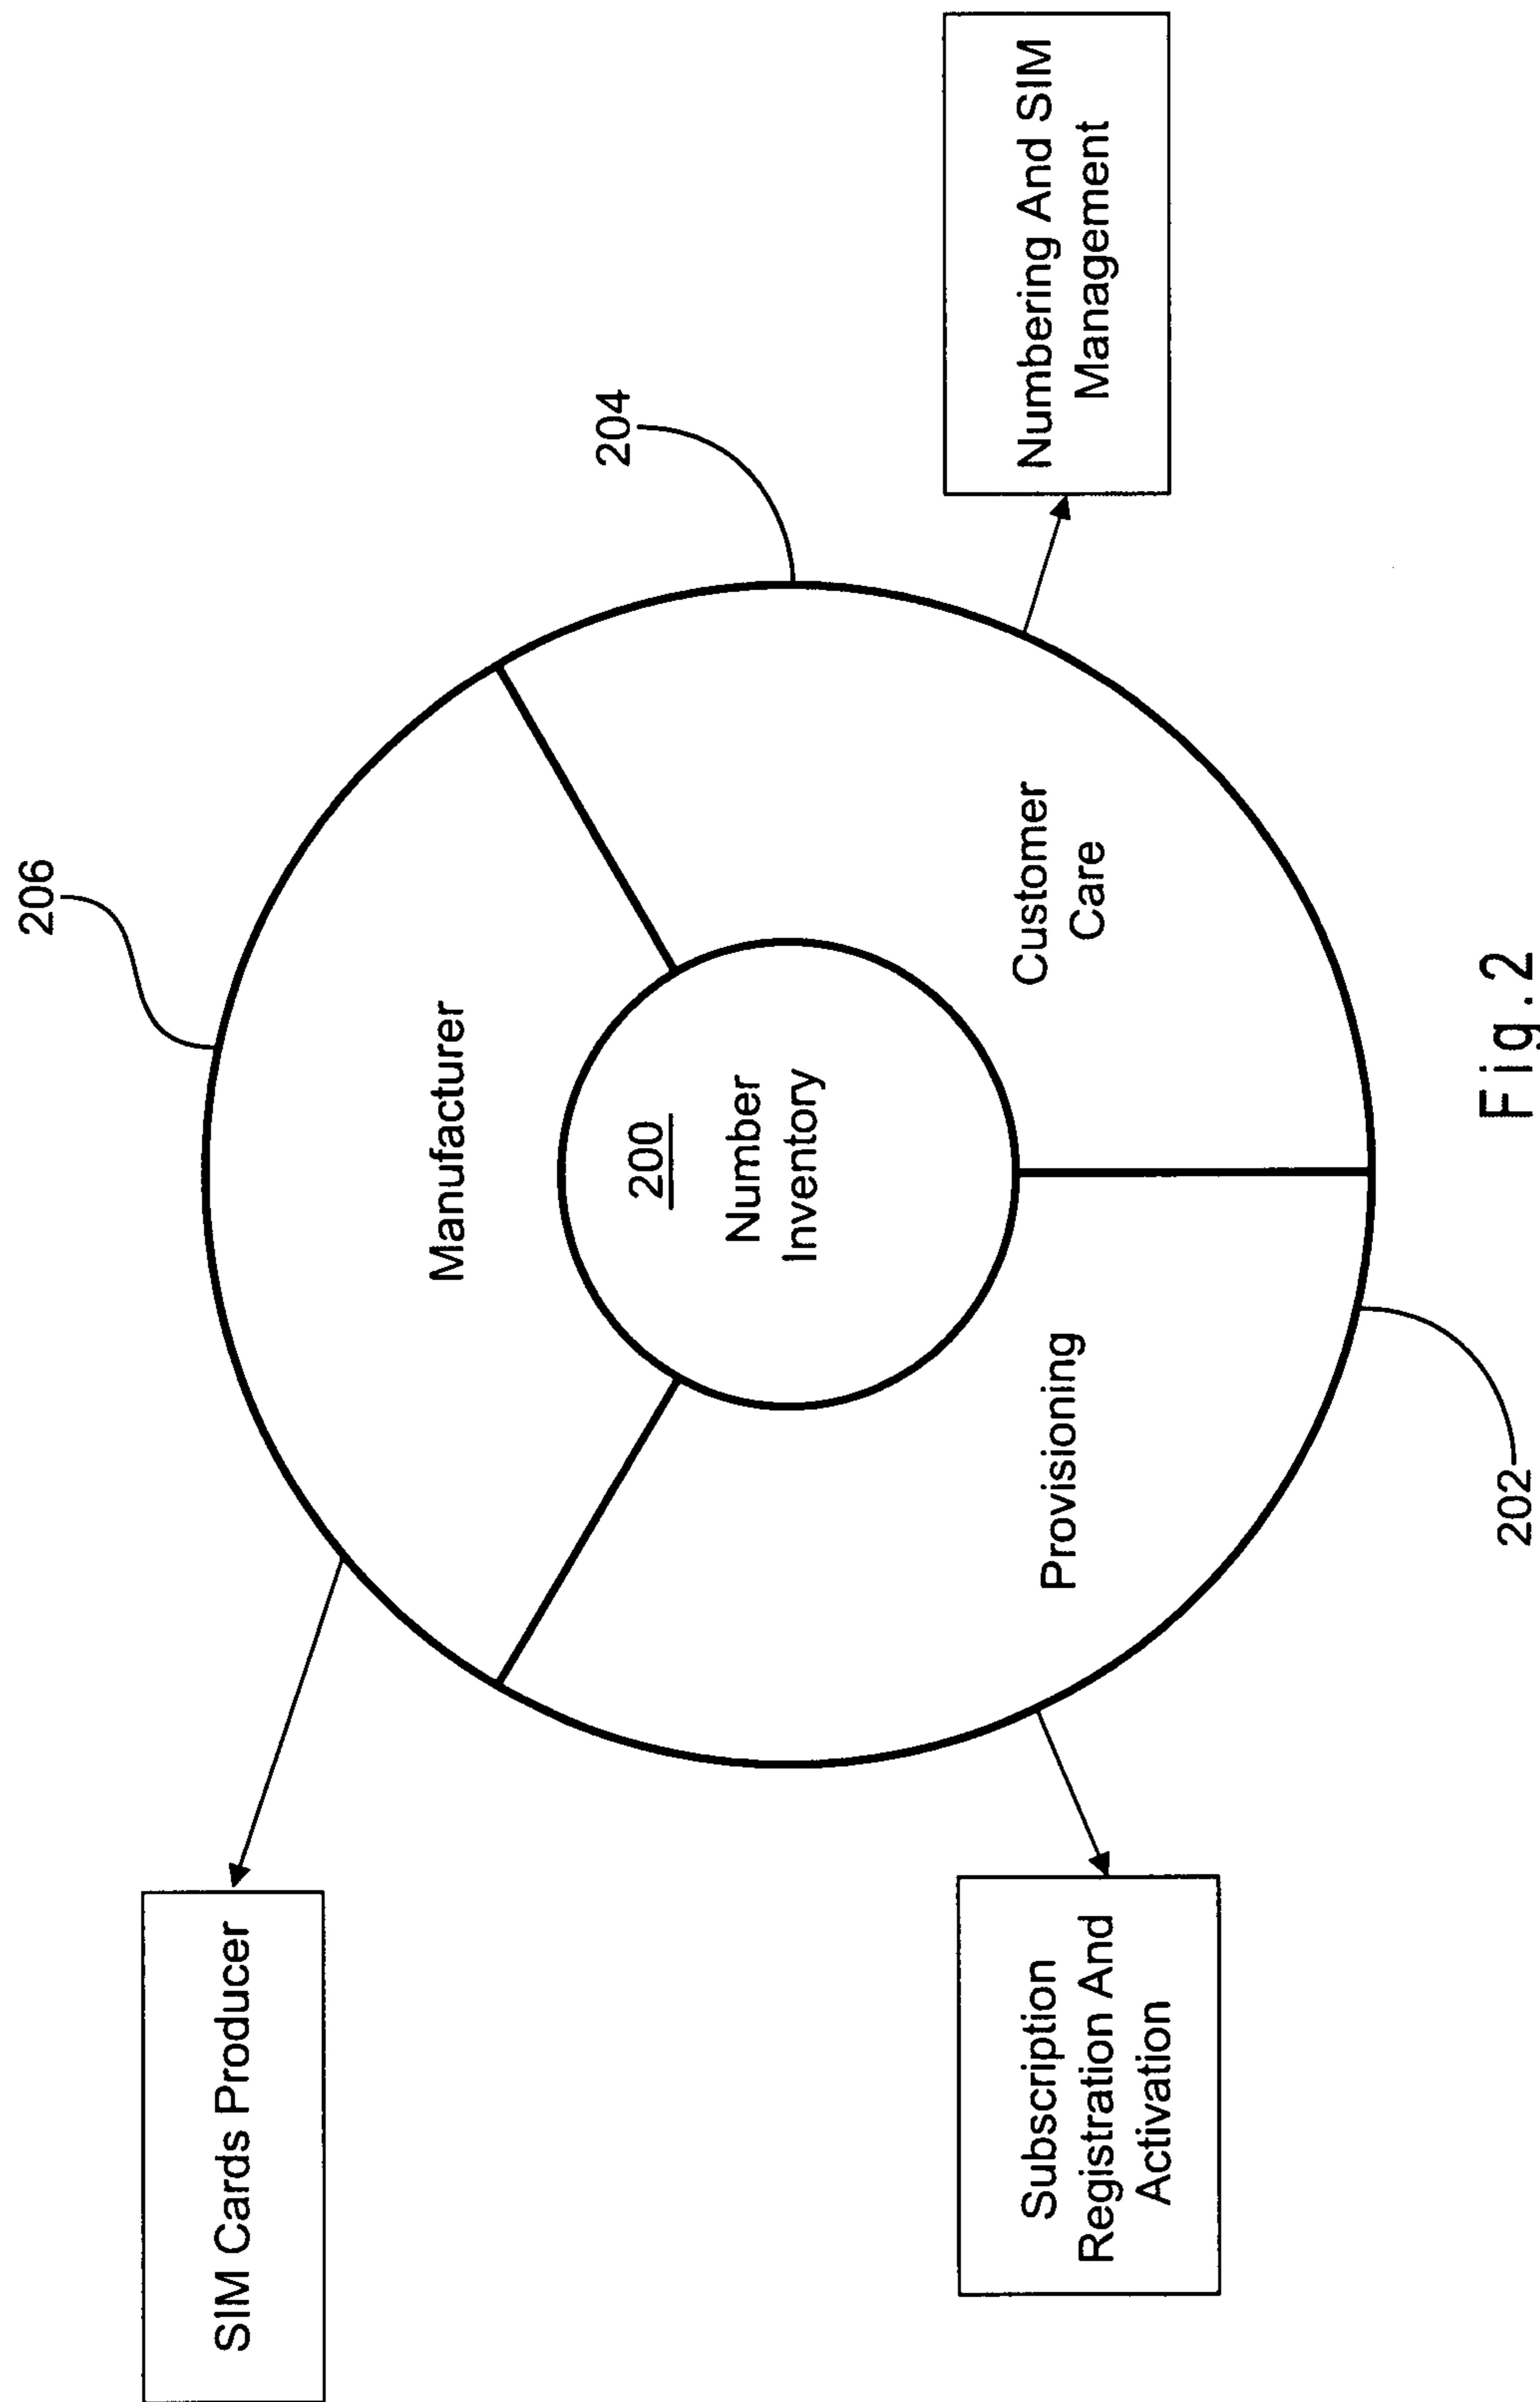 SIM Cards Producer
206
Manufacturer
204
200
Number
Inventory
Provisioning
Customer
Care
Subscription
Registration And
Activation
Numbering And SIM
Management
202
Fig.2